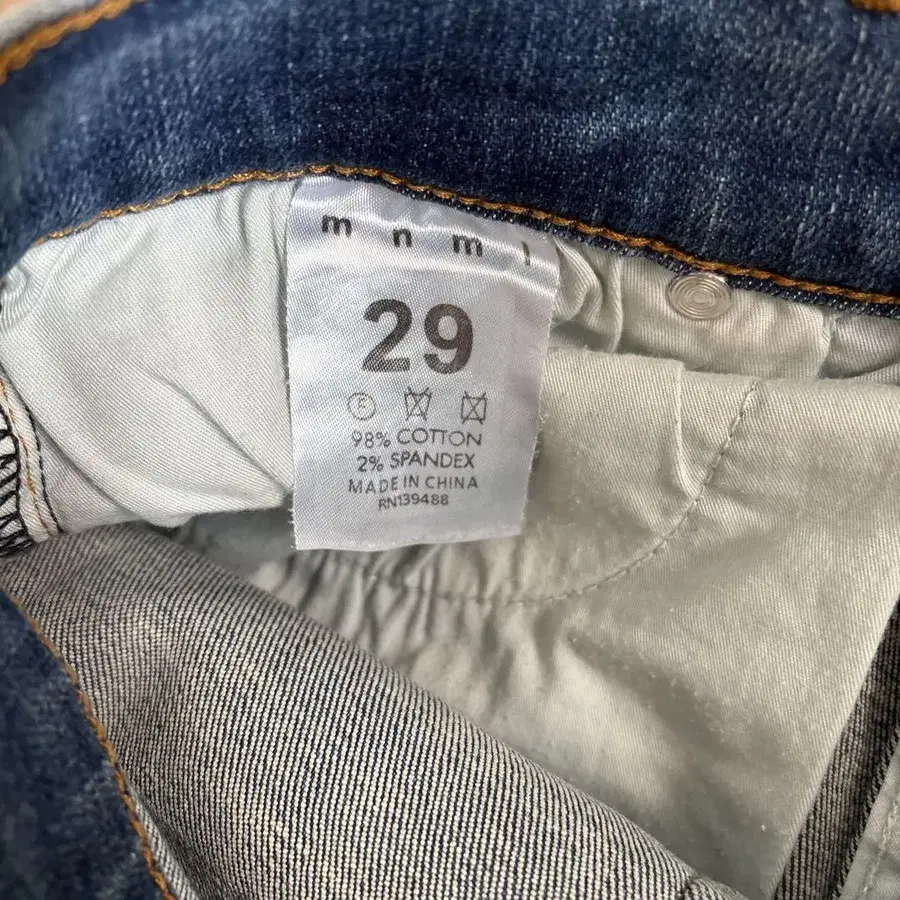 m n m l
29
98% COTTON
2% SPANDEX
MADE IN CHINA
RN139488